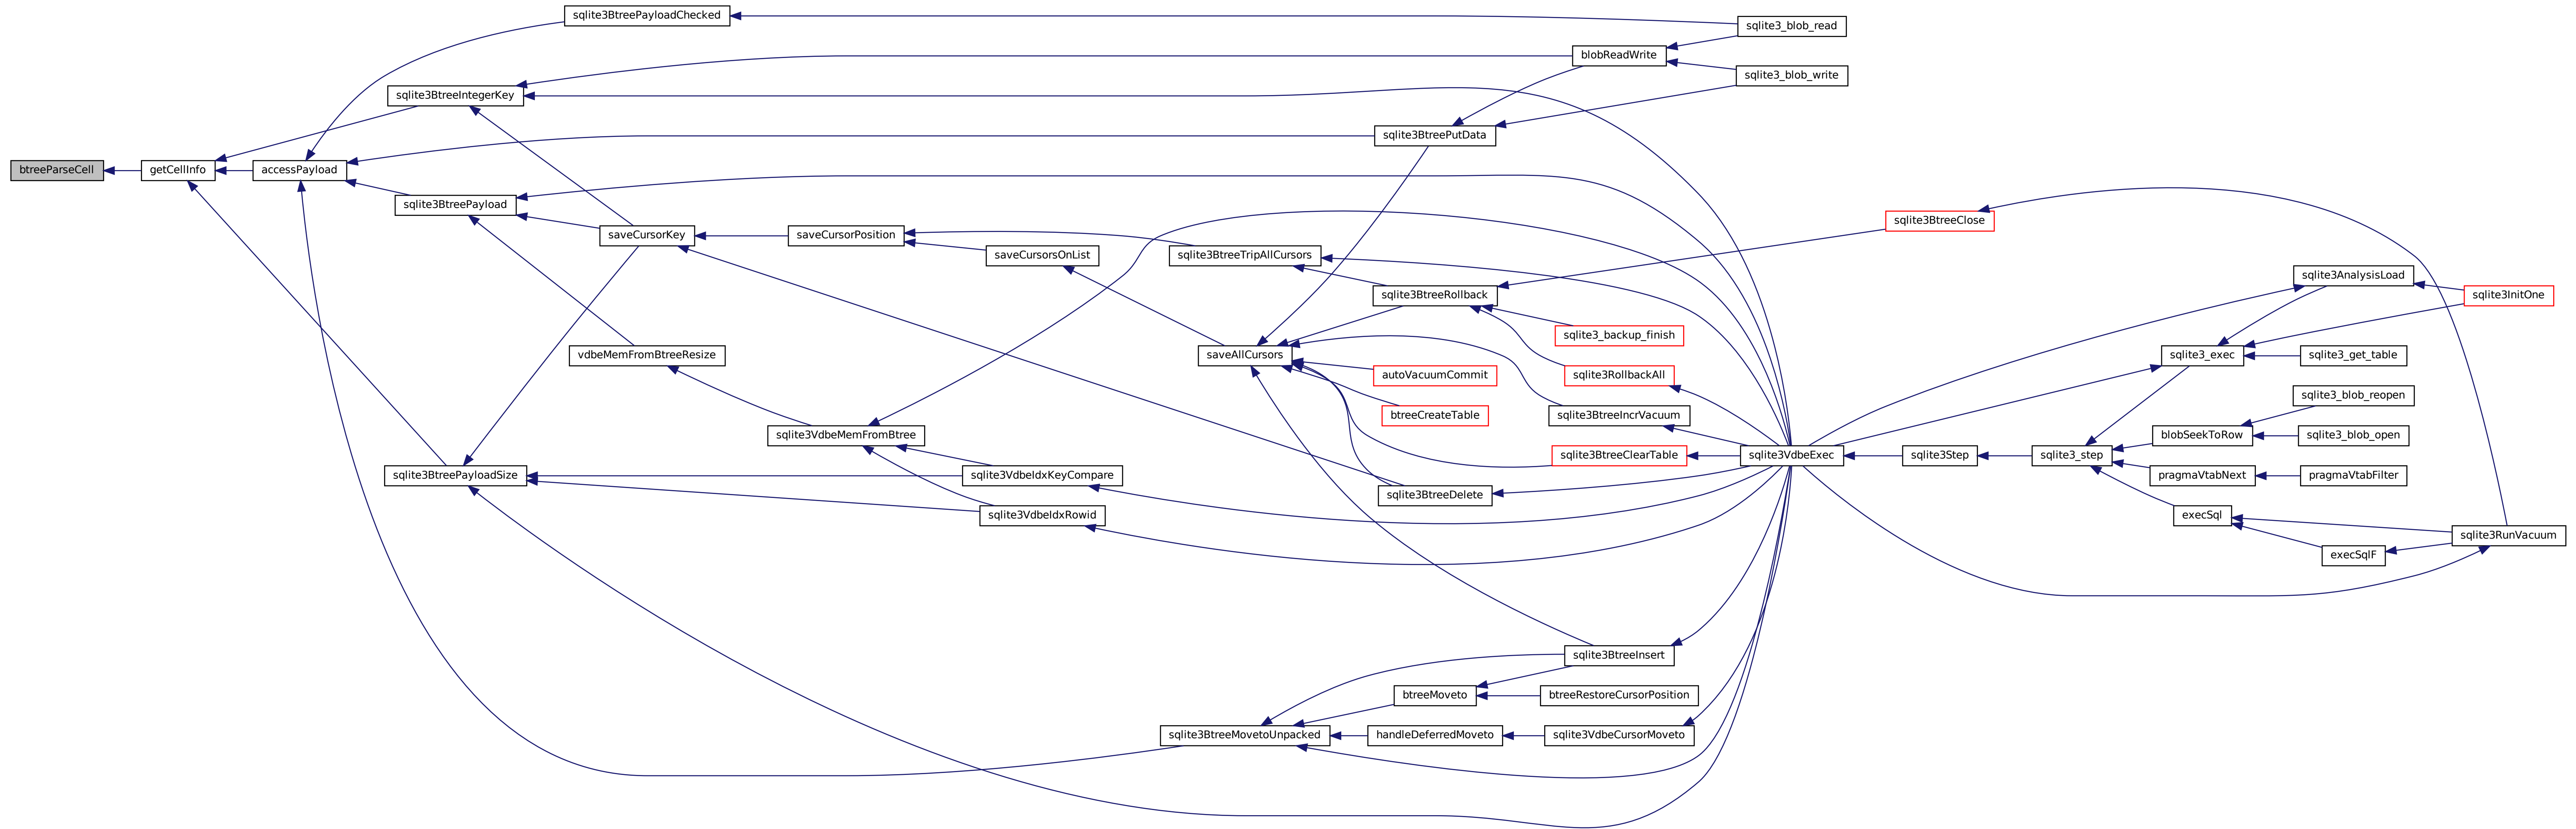 btreeParseCell
getCellInfo
accessPayload
sqlite3BtreeIntegerKey
sqlite3BtreePayload
sqlite3BtreePayloadSize
sqlite3BtreePayloadChecked
saveCursorKey
vdbeMemFromBtreeResize
saveCursorPosition
sqlite3VdbeMemFromBtree
saveCursorsOnList
sqlite3VdbeIdxKeyCompare
sqlite3VdbeIdxRowid
sqlite3BtreeTripAllCursors
saveAllCursors
sqlite3BtreeMovetoUnpacked
sqlite3BtreePutData
sqlite3BtreeRollback
autoVacuumCommit
btreeCreateTable
sqlite3BtreeDelete
btreeMoveto
handleDeferredMoveto
blobReadWrite
sqlite3_backup_finish
sqlite3RollbackAll
sqlite3BtreeIncrVacuum
sqlite3BtreeClearTable
sqlite3BtreeInsert
btreeRestoreCursorPosition
sqlite3VdbeCursorMoveto
sqlite3_blob_read
sqlite3_blob_write
sqlite3VdbeExec
sqlite3BtreeClose
sqlite3Step
sqlite3_step
sqlite3AnalysisLoad
sqlite3_exec
blobSeekToRow
pragmaVtabNext
execSql
sqlite3InitOne
sqlite3_get_table
sqlite3_blob_reopen
sqlite3_blob_open
pragmaVtabFilter
execSqlF
sqlite3RunVacuum